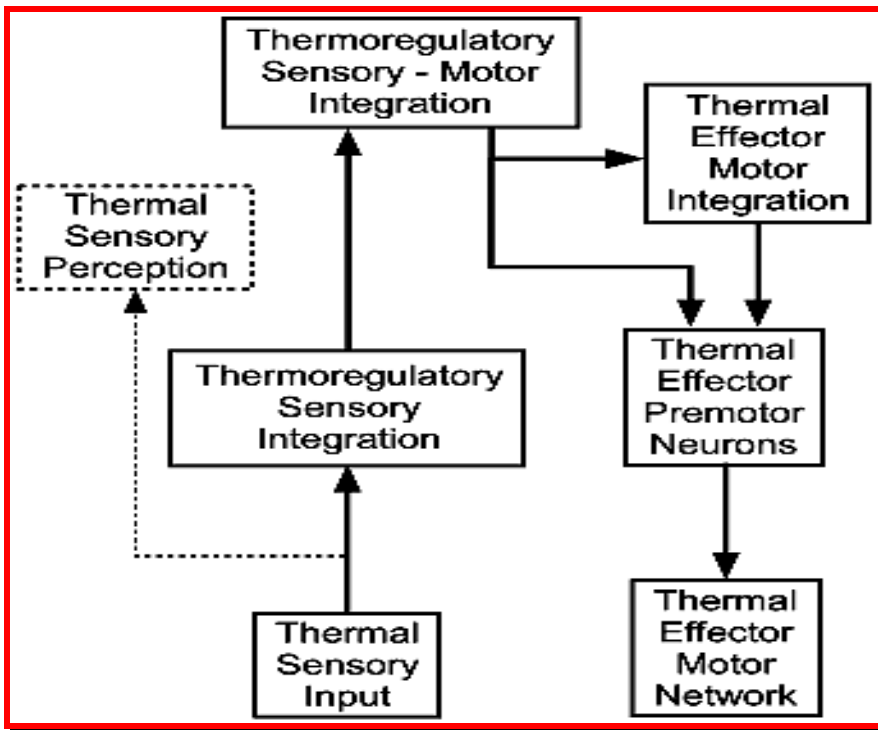 Thermoregulatory
Sensory - Motor
Integration
Thermal
Effector
Motor
Integration
Thermal
Sensory
Perception
Thermoregulatory
Sensory
Integration
Thermal
Effector
Premotor
Neurons
Thermal
Sensory
Input
Thermal
Effector
Motor
Network